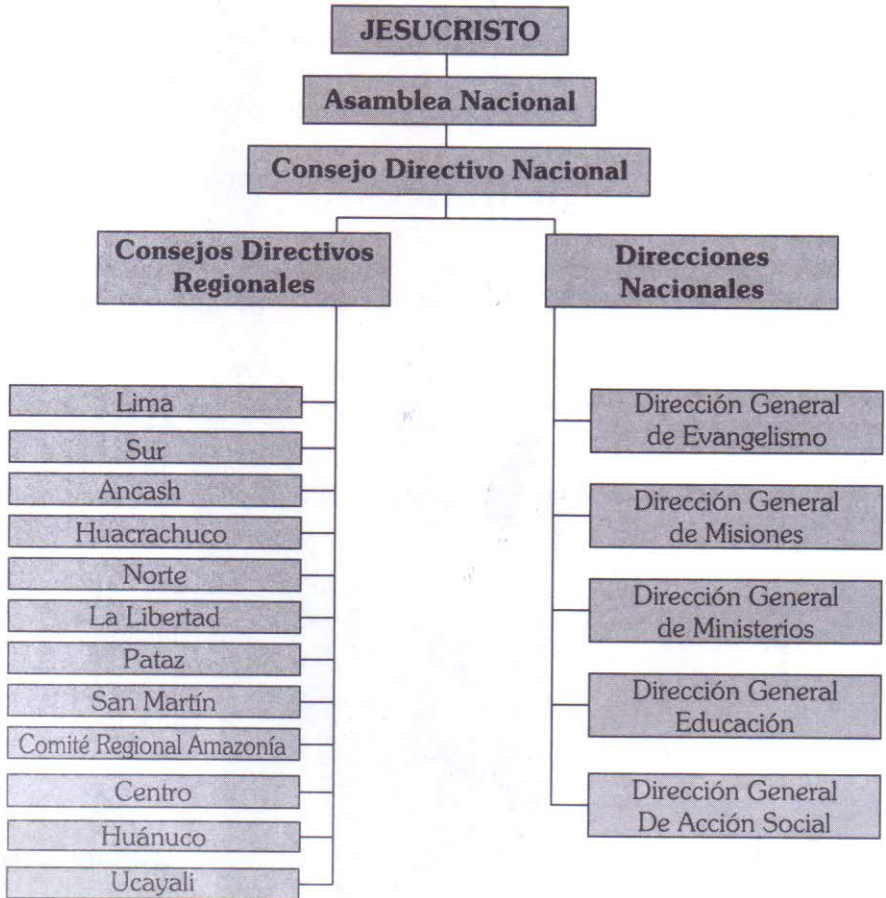 JESUCRISTO
Asamblea Nacional
Consejo Directivo Nacional
Consejos Directivos
Regionales
Lima
Sur
Ancash
Huacrachuco
Norte
La Libertad
Pataz
San Martín
Comité Regional Amazonía
Centro
Huánuco
Ucayali
Direcciones
Nacionales
Dirección General
de Evangelismo
Dirección General
de Misiones
Dirección General
de Ministerios
Dirección General
Educación
Dirección General
De Acción Social